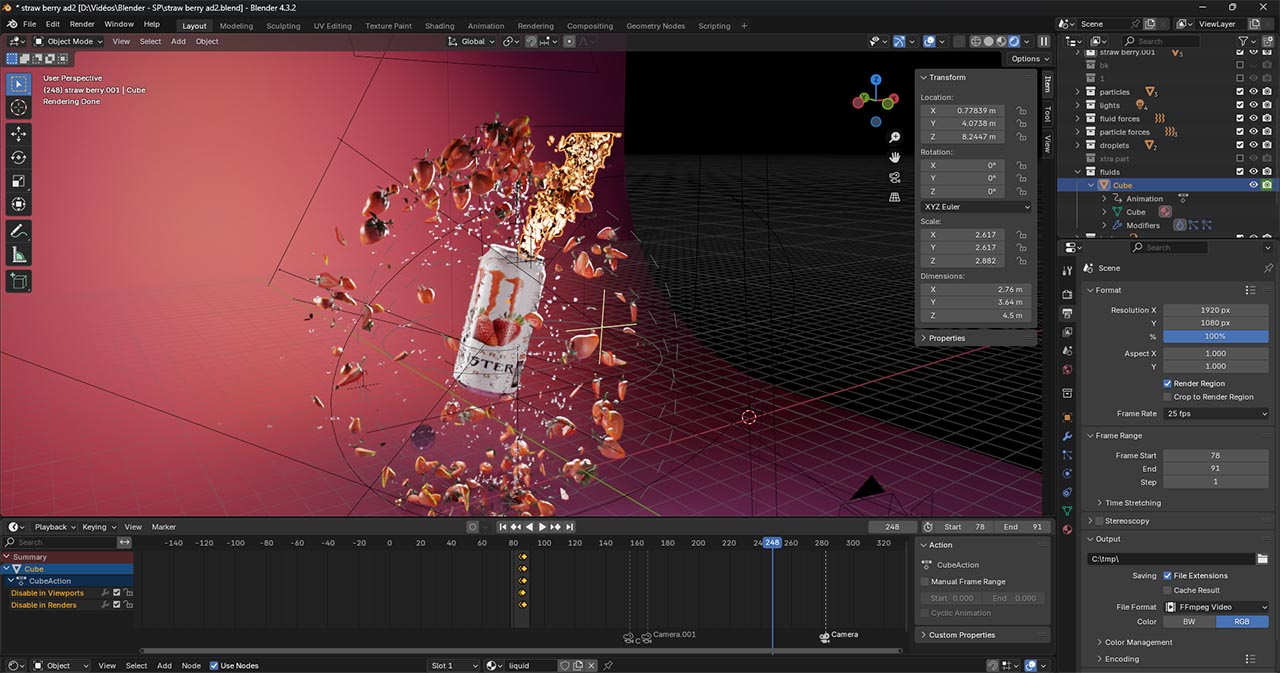 * straw berry ad2 [D:\Vidéos\Blender - SP\straw berry ad2.blend] - Blender 4.3.2
File Edit Render Window Help Layout Modeling Sculpting UV Editing Texture Paint Shading Animation Rendering Compositing Geometry Nodes Scripting + Scene ViewLayer
Object Mode View Select Add Object Global
Options
User Perspective
(248) straw berry.001 | Cube
Rendering Done
Z
Transform
Location:
X 0.77839 m
Y 4.0738 m
Z 8.2447 m
Rotation:
X 0°
Y 0°
Z 0°
XYZ Euler
Scale:
X 2.617
Y 2.617
Z 2.882
Dimensions:
X 2.76 m
Y 3.64 m
Z 4.5 m
Properties
Item
Tool
View
Search
straw berry.001 5
bk
1
particles 3
lights 4
fluid forces
particle forces 3
droplets 2
xtra part
fluids
Cube
Animation
Cube
Modifiers
Search
Scene
Format
Resolution X 1920 px
Y 1080 px
% 100%
Aspect X 1.000
Y 1.000
Render Region
Crop to Render Region
Frame Rate 25 fps
Frame Range
Frame Start 78
End 91
Step 1
Time Stretching
Stereoscopy
Output
C:\tmp\
Saving File Extensions
Cache Result
File Format FFmpeg Video
Color BW RGB
Color Management
Encoding
Playback Keying View Marker 248 Start 78 End 91
Search
-140 -120 -100 -80 -60 -40 -20 0 20 40 60 80 100 120 140 160 180 200 220 248 260 280 300 320
Summary
Cube
CubeAction
Disable in Viewports
Disable in Renders
C Camera.001
Camera
Action
CubeAction
Manual Frame Range
Start 0.000 End 0.000
Cyclic Animation
Custom Properties
Object View Select Add Node Use Nodes Slot 1 liquid